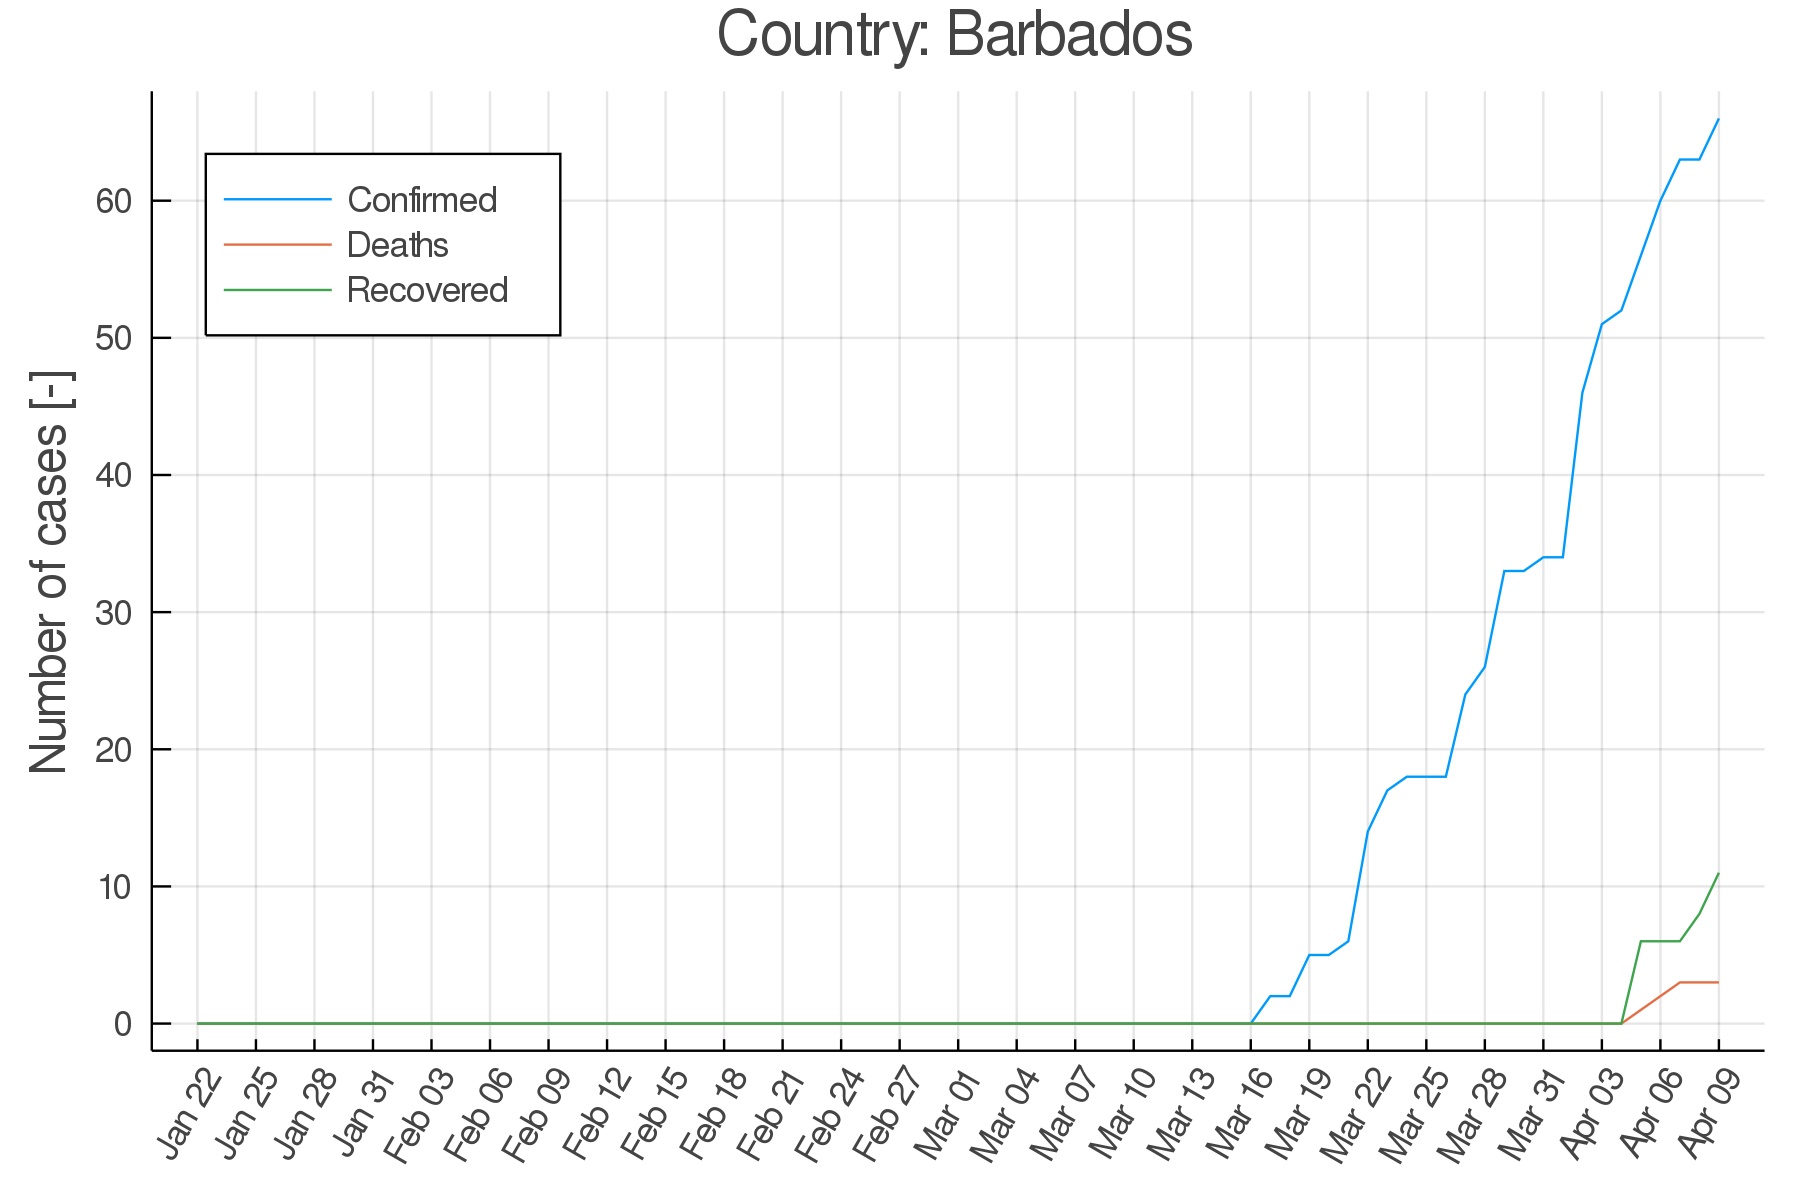 Country: Barbados
Number of cases [-]
60
50
40
30
20
10
0
Confirmed
Deaths
Recovered
Jan 22
Jan 25
Jan 28
Jan 31
Feb 03
Feb 06
Feb 09
Feb 12
Feb 15
Feb 18
Feb 21
Feb 24
Feb 27
Mar 01
Mar 04
Mar 07
Mar 10
Mar 13
Mar 16
Mar 19
Mar 22
Mar 25
Mar 28
Mar 31
Apr 03
Apr 06
Apr 09